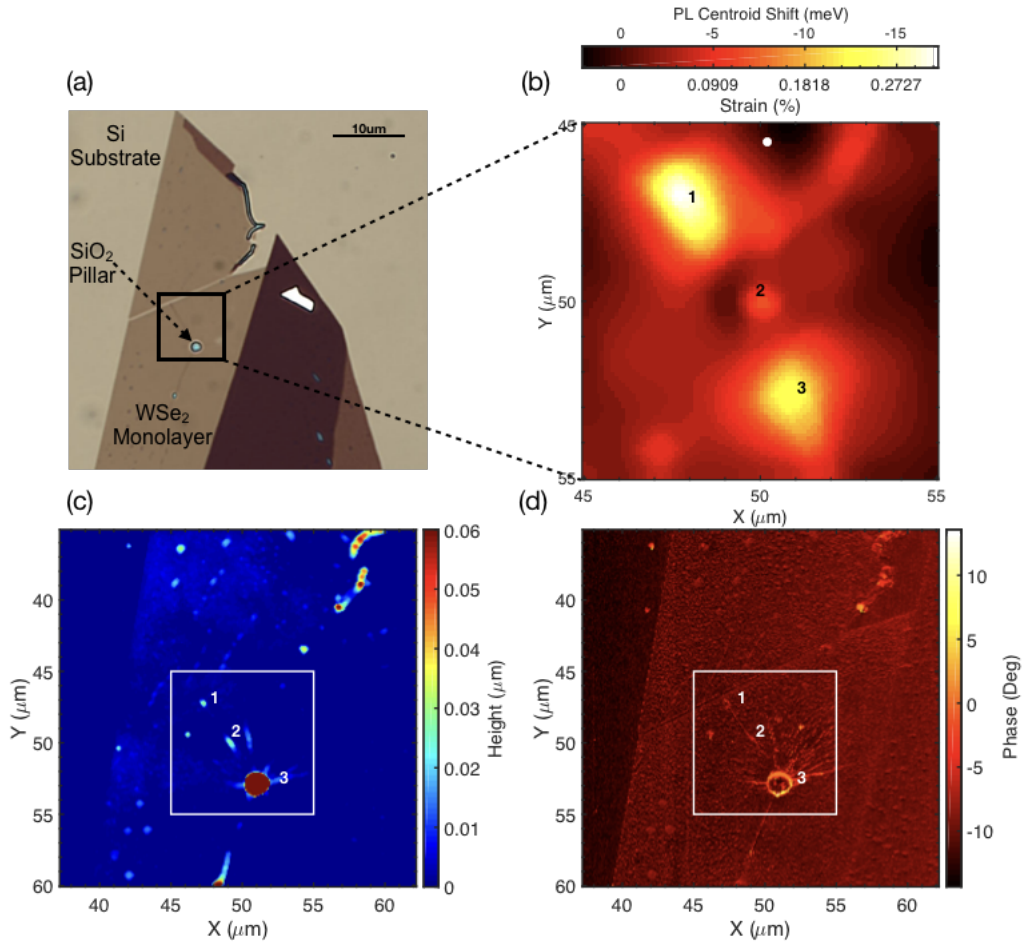 PL Centroid Shift (meV)
0 -5 -10 -15
0 0.0909 0.1818 0.2727
Strain (%)
(a)
Si
Substrate
10um
SiO2
Pillar
WSe2
Monolayer
(b)
45
50
55
Y (μm)
1
2
3
45 50 55
X (μm)
(c)
40
45
50
55
60
Y (μm)
1
2
3
40 45 50 55 60
X (μm)
0.06
0.05
0.04
0.03
0.02
0.01
0
Height (μm)
(d)
40
45
50
55
60
Y (μm)
1
2
3
40 45 50 55 60
X (μm)
10
5
0
-5
-10
Phase (Deg)